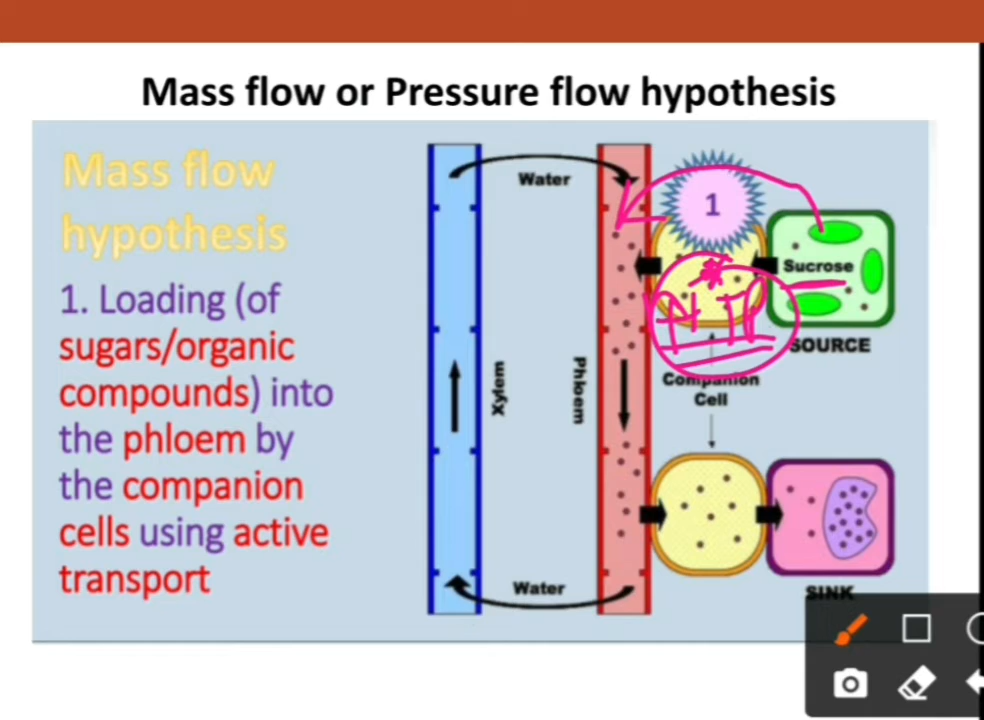 Mass flow or Pressure flow hypothesis
Mass flow
hypothesis
1. Loading (of
sugars/organic
compounds) into
the phloem by
the companion
cells using active
transport
Water
1
Sucrose
SOURCE
Xylem
Phloem
Companion
Cell
Water
SINK